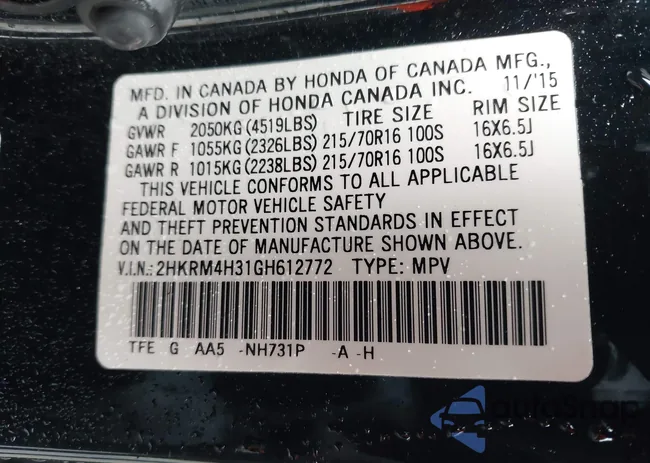 MFD. IN CANADA BY HONDA OF CANADA MFG.,
A DIVISION OF HONDA CANADA INC. 11/'15
GVWR 2050KG (4519LBS) TIRE SIZE RIM SIZE
GAWR F 1055KG (2326LBS) 215/70R16 100S 16X6.5J
GAWR R 1015KG (2238LBS) 215/70R16 100S 16X6.5J
THIS VEHICLE CONFORMS TO ALL APPLICABLE
FEDERAL MOTOR VEHICLE SAFETY
AND THEFT PREVENTION STANDARDS IN EFFECT
ON THE DATE OF MANUFACTURE SHOWN ABOVE.
V.I.N.: 2HKRM4H31GH612772 TYPE: MPV
TFE G AA5 -NH731P -A -H
autoSnap